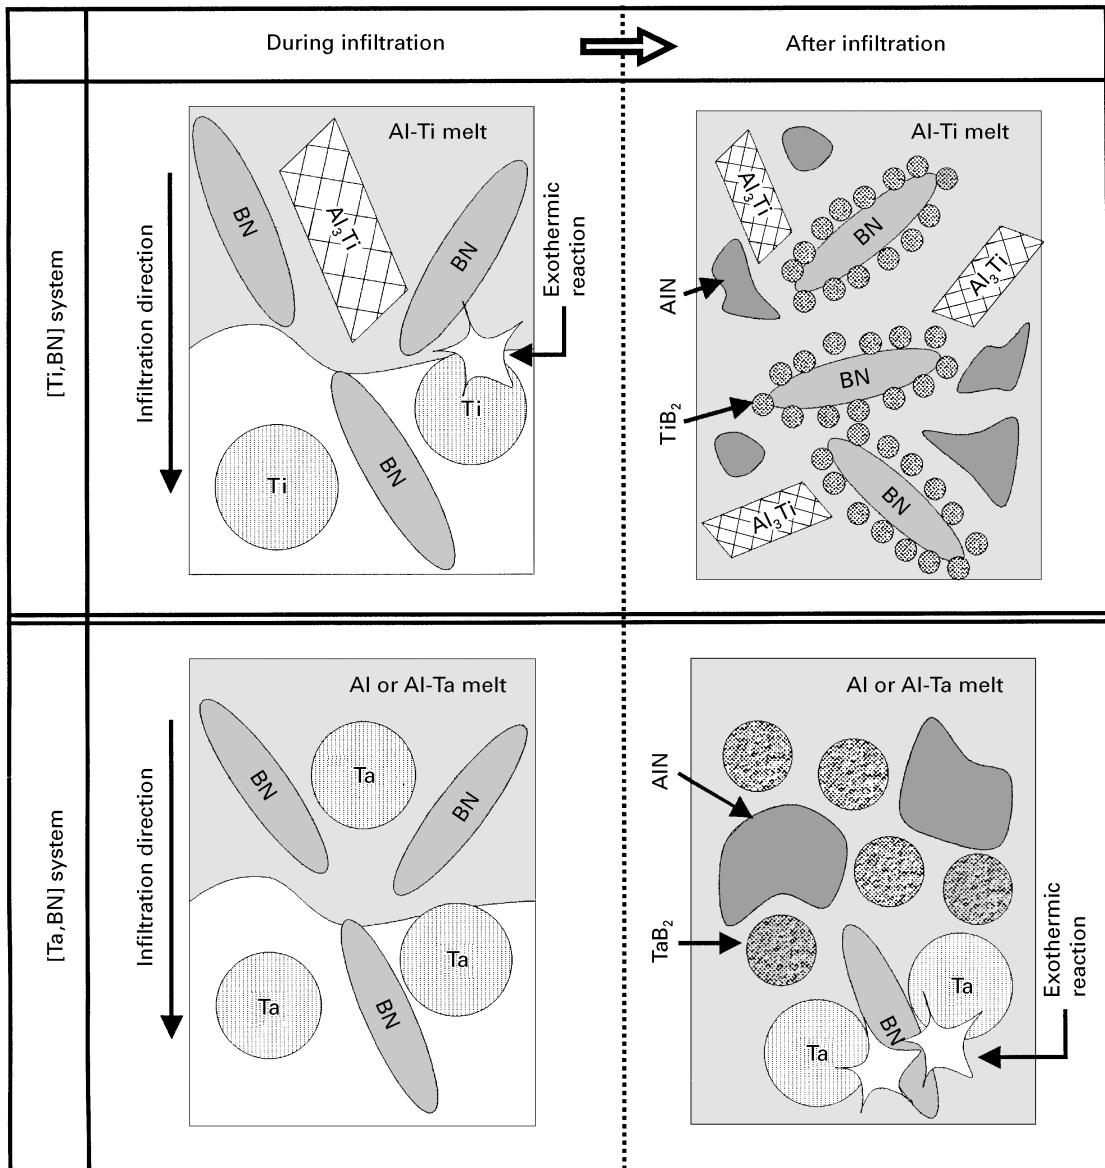 During infiltration
After infiltration
[Ti,BN] system
Infiltration direction
Al-Ti melt
BN
Al₃Ti
BN
Exothermic
reaction
Ti
Ti
BN
Al-Ti melt
Al₃Ti
BN
Al₃Ti
AlN
BN
TiB₂
BN
Al₃Ti
[Ta,BN] system
Infiltration direction
Al or Al-Ta melt
BN
Ta
BN
Ta
Ta
BN
Al or Al-Ta melt
AlN
TaB₂
Ta
BN
Ta
Exothermic
reaction